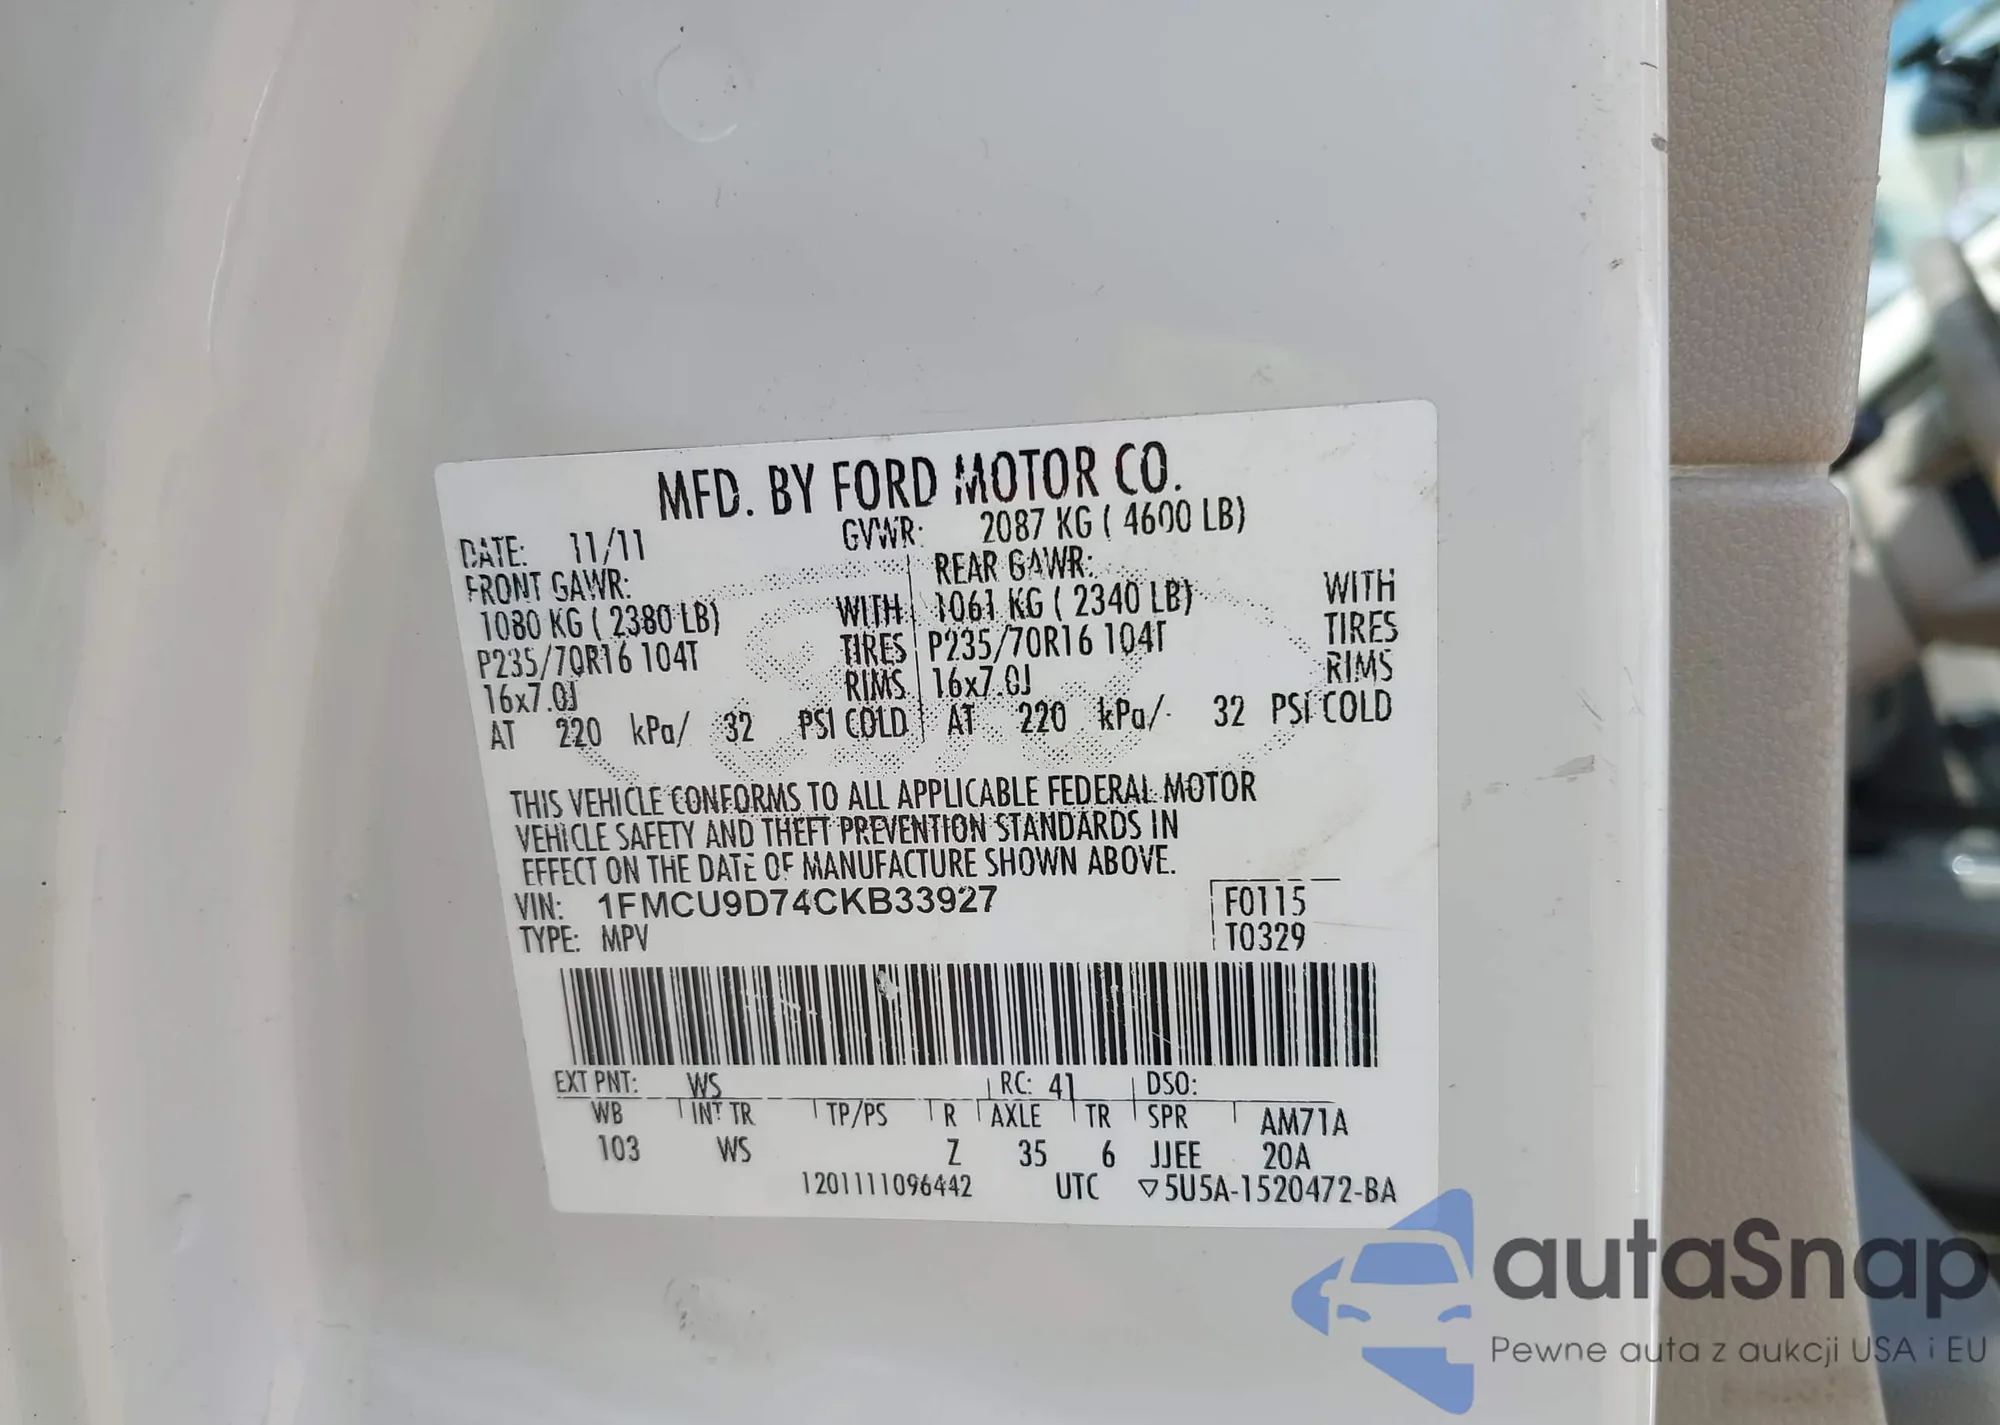 MFD. BY FORD MOTOR CO.
DATE: 11/11 GVWR: 2087 KG ( 4600 LB)
FRONT GAWR: REAR GAWR:
1080 KG ( 2380 LB) WITH 1061 KG ( 2340 LB) WITH
P235/70R16 104T TIRES P235/70R16 104T TIRES
16x7.0J RIMS 16x7.0J RIMS
AT 220 kPa/ 32 PSI COLD AT 220 kPa/ 32 PSI COLD
THIS VEHICLE CONFORMS TO ALL APPLICABLE FEDERAL MOTOR
VEHICLE SAFETY AND THEFT PREVENTION STANDARDS IN
EFFECT ON THE DATE OF MANUFACTURE SHOWN ABOVE.
VIN: 1FMCU9D74CKB33927 F0115
TYPE: MPV T0329
EXT PNT: WS RC: 41 DSO:
WB INT TR TP/PS R AXLE TR SPR AM71A
103 WS Z 35 6 JJEE 20A
1201111096442 UTC ▽5U5A-1520472-BA
autaSnap
Pewne auta z aukcji USA i EU